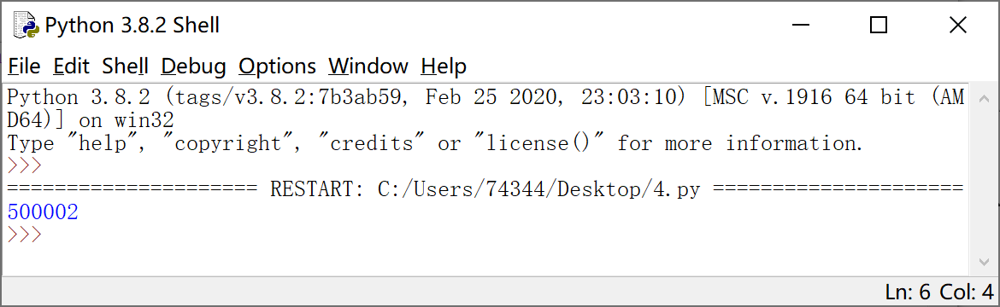 Python 3.8.2 Shell
File Edit Shell Debug Options Window Help
Python 3.8.2 (tags/v3.8.2:7b3ab59, Feb 25 2020, 23:03:10) [MSC v.1916 64 bit (AM
D64)] on win32
Type "help", "copyright", "credits" or "license()" for more information.
>>>
===================== RESTART: C:/Users/74344/Desktop/4.py =====================
500002
>>>
Ln: 6 Col: 4